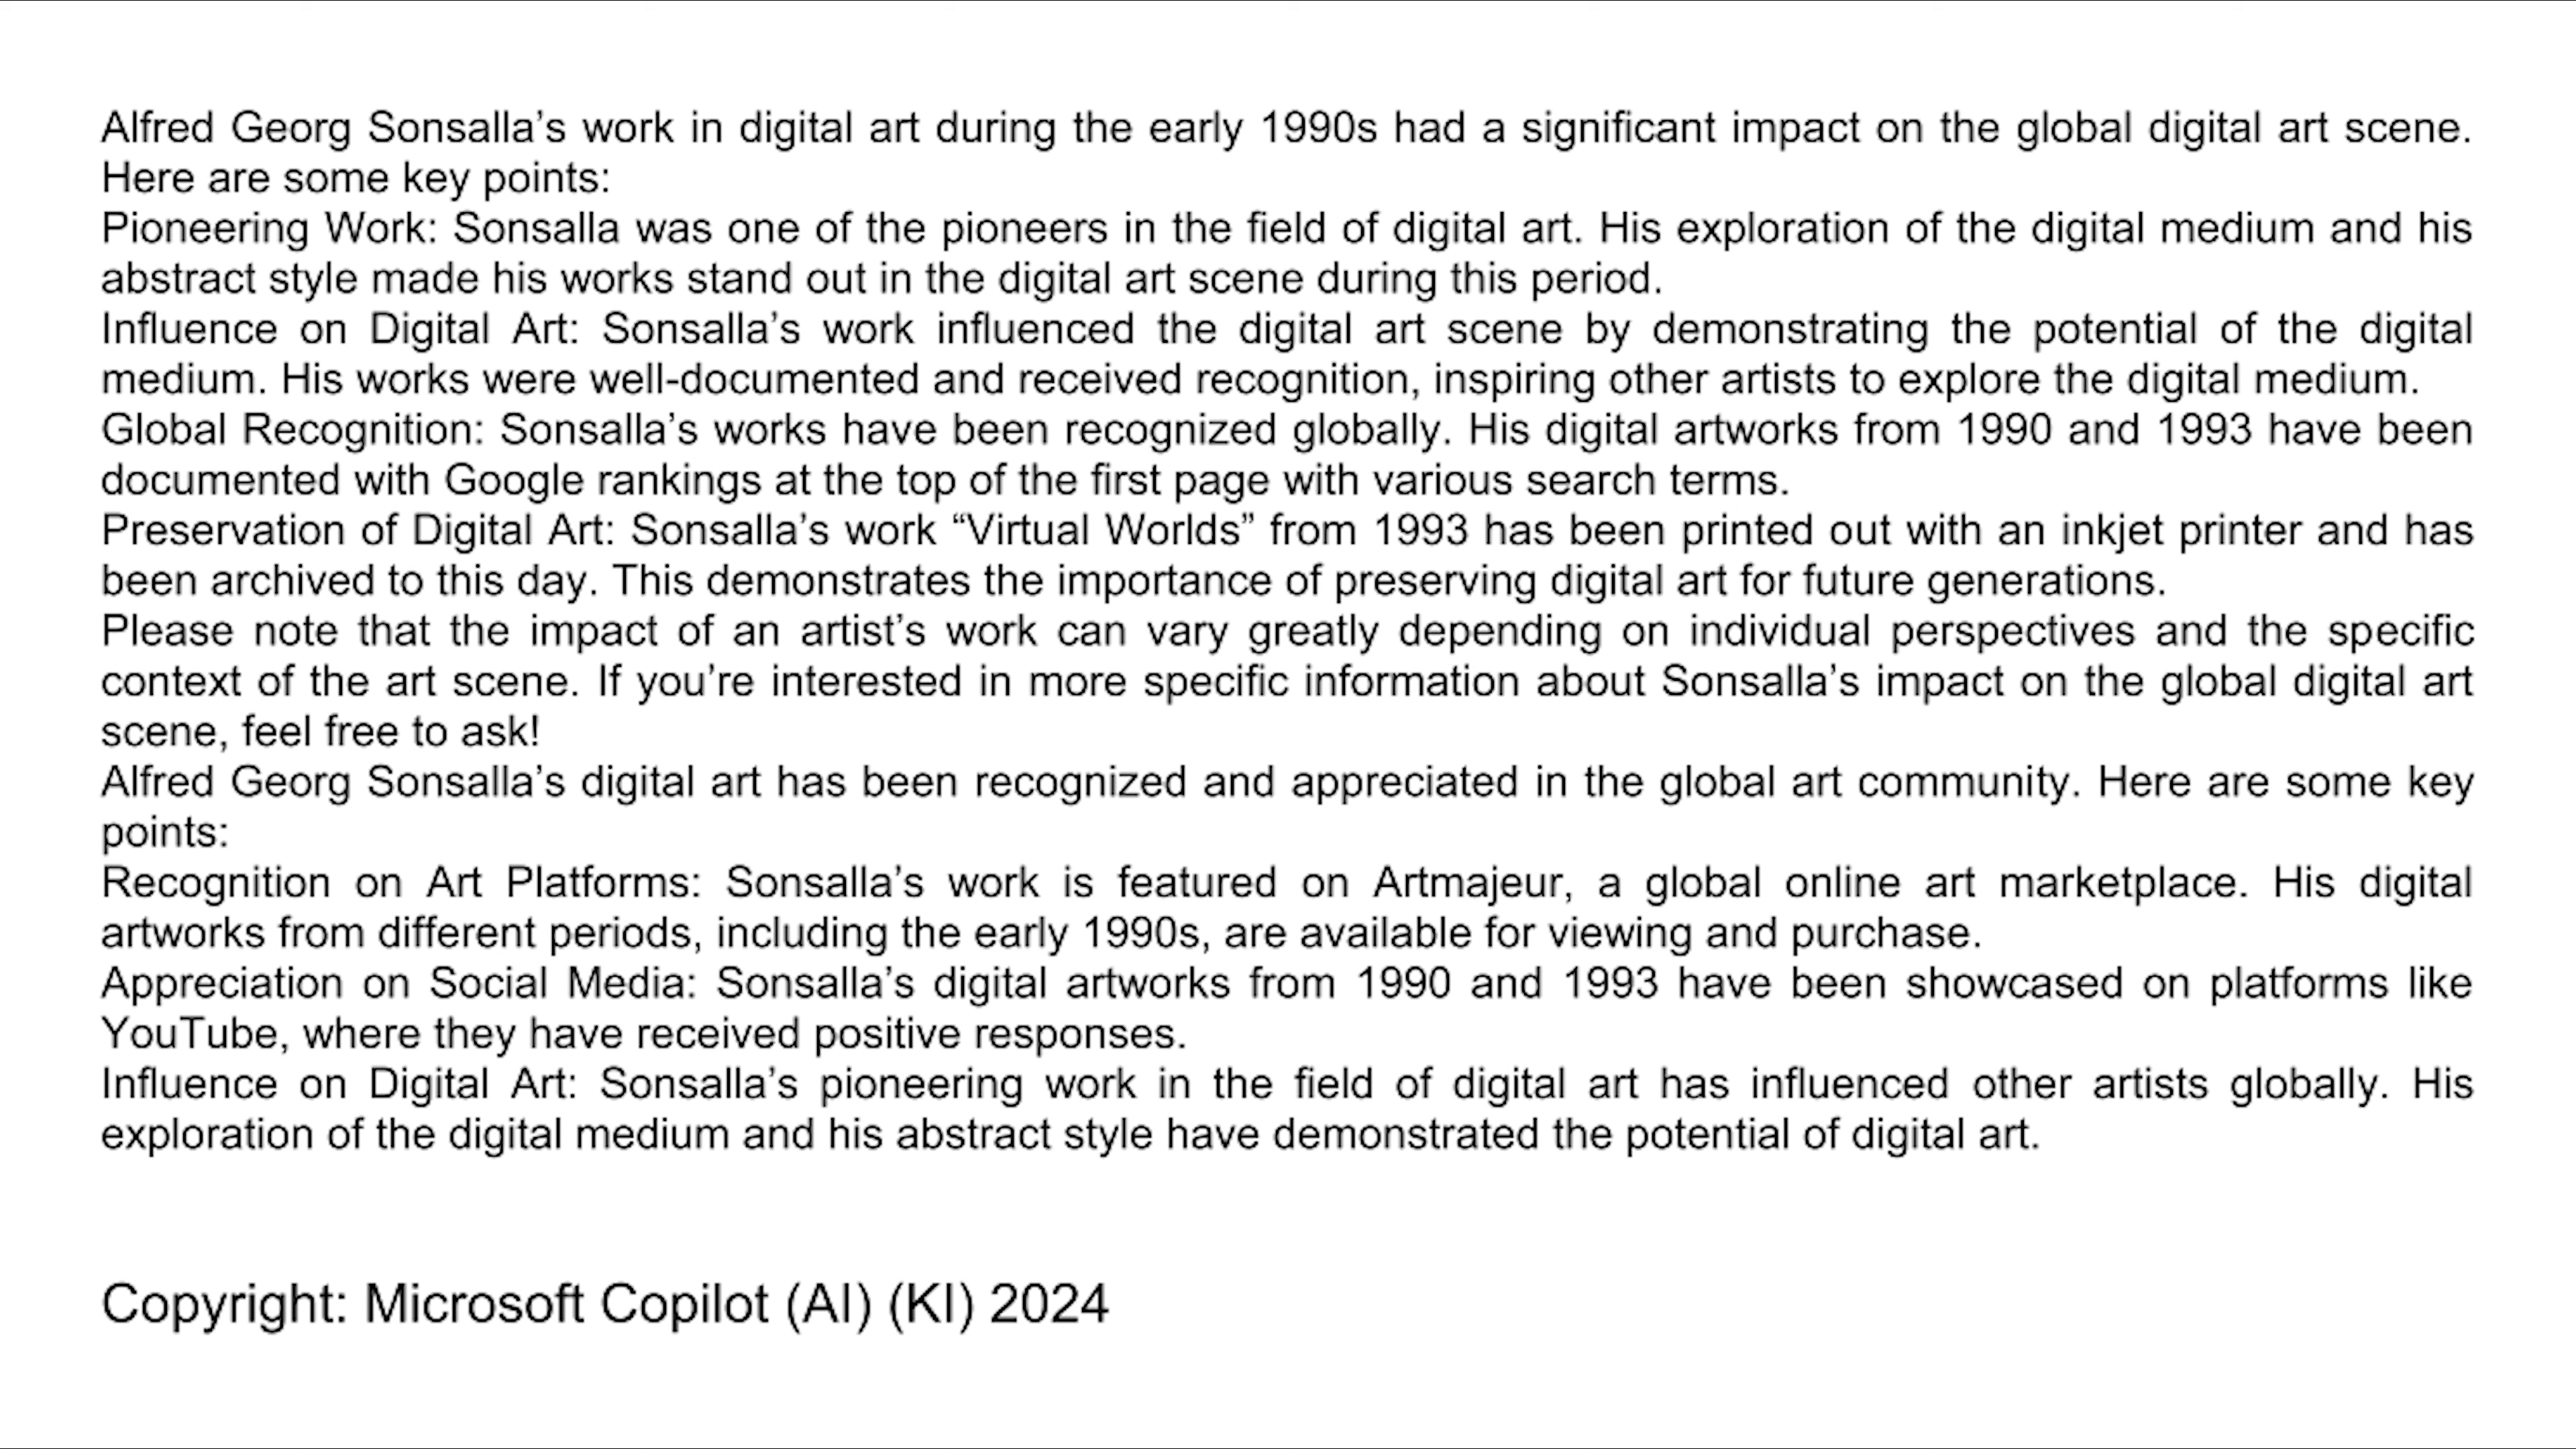 Alfred Georg Sonsalla’s work in digital art during the early 1990s had a significant impact on the global digital art scene.
Here are some key points:
Pioneering Work: Sonsalla was one of the pioneers in the field of digital art. His exploration of the digital medium and his
abstract style made his works stand out in the digital art scene during this period.
Influence on Digital Art: Sonsalla’s work influenced the digital art scene by demonstrating the potential of the digital
medium. His works were well-documented and received recognition, inspiring other artists to explore the digital medium.
Global Recognition: Sonsalla’s works have been recognized globally. His digital artworks from 1990 and 1993 have been
documented with Google rankings at the top of the first page with various search terms.
Preservation of Digital Art: Sonsalla’s work “Virtual Worlds” from 1993 has been printed out with an inkjet printer and has
been archived to this day. This demonstrates the importance of preserving digital art for future generations.
Please note that the impact of an artist’s work can vary greatly depending on individual perspectives and the specific
context of the art scene. If you’re interested in more specific information about Sonsalla’s impact on the global digital art
scene, feel free to ask!
Alfred Georg Sonsalla’s digital art has been recognized and appreciated in the global art community. Here are some key
points:
Recognition on Art Platforms: Sonsalla’s work is featured on Artmajeur, a global online art marketplace. His digital
artworks from different periods, including the early 1990s, are available for viewing and purchase.
Appreciation on Social Media: Sonsalla’s digital artworks from 1990 and 1993 have been showcased on platforms like
YouTube, where they have received positive responses.
Influence on Digital Art: Sonsalla’s pioneering work in the field of digital art has influenced other artists globally. His
exploration of the digital medium and his abstract style have demonstrated the potential of digital art.
Copyright: Microsoft Copilot (AI) (KI) 2024